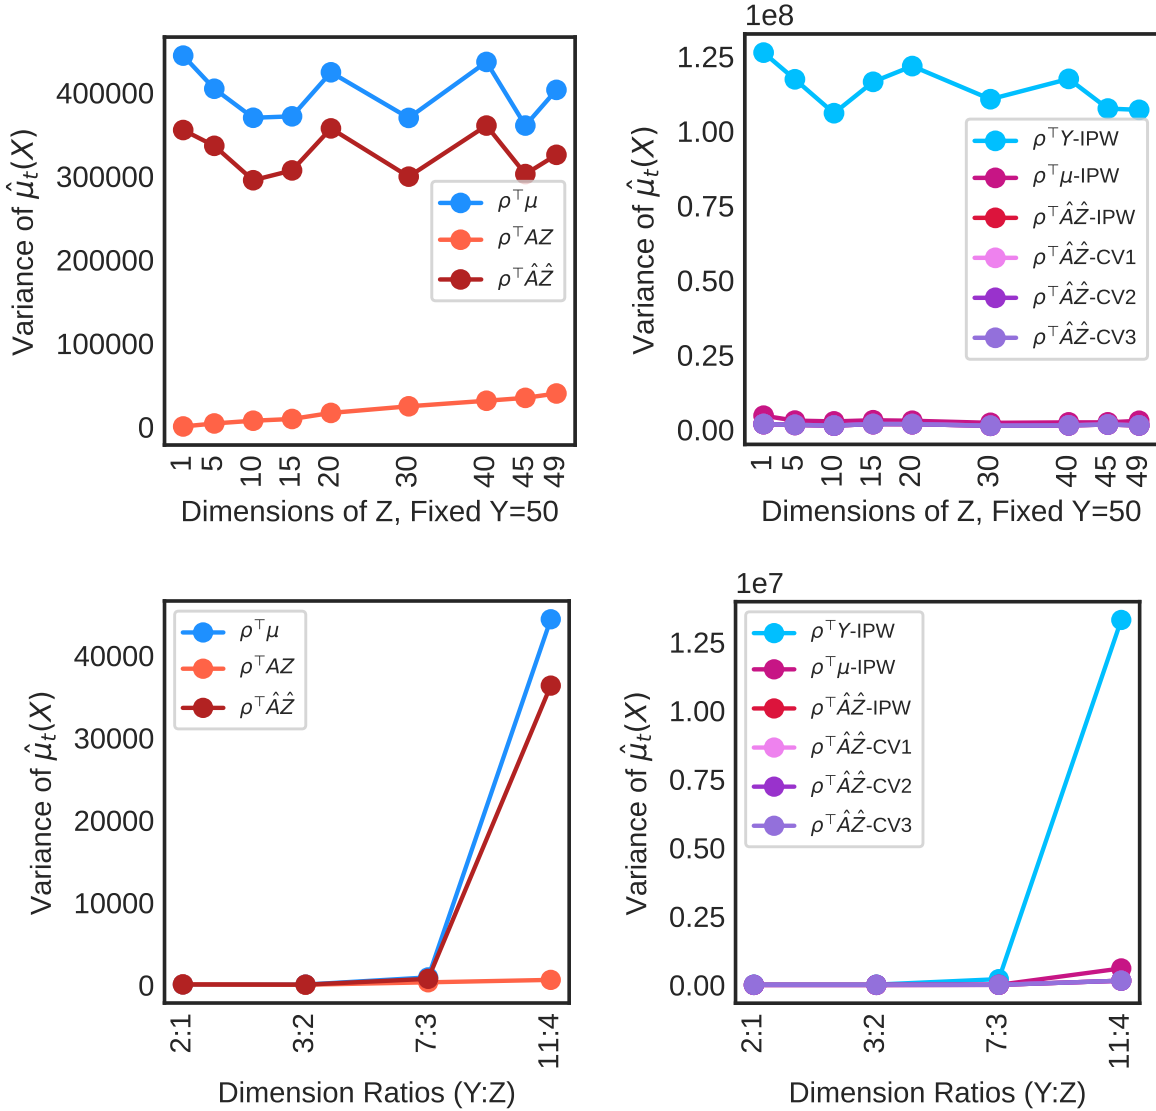 Variance of μ̂ₜ(X)
400000
300000
200000
100000
0
ρ⊤μ
ρ⊤AZ
ρ⊤ÂẐ
1 5 10 15 20 30 40 45 49
Dimensions of Z, Fixed Y=50
1e8
Variance of μ̂ₜ(X)
1.25
1.00
0.75
0.50
0.25
0.00
ρ⊤Y-IPW
ρ⊤μ-IPW
ρ⊤ÂẐ-IPW
ρ⊤ÂẐ-CV1
ρ⊤ÂẐ-CV2
ρ⊤ÂẐ-CV3
1 5 10 15 20 30 40 45 49
Dimensions of Z, Fixed Y=50
Variance of μ̂ₜ(X)
40000
30000
20000
10000
0
ρ⊤μ
ρ⊤AZ
ρ⊤ÂẐ
2:1 3:2 7:3 11:4
Dimension Ratios (Y:Z)
1e7
Variance of μ̂ₜ(X)
1.25
1.00
0.75
0.50
0.25
0.00
ρ⊤Y-IPW
ρ⊤μ-IPW
ρ⊤ÂẐ-IPW
ρ⊤ÂẐ-CV1
ρ⊤ÂẐ-CV2
ρ⊤ÂẐ-CV3
2:1 3:2 7:3 11:4
Dimension Ratios (Y:Z)